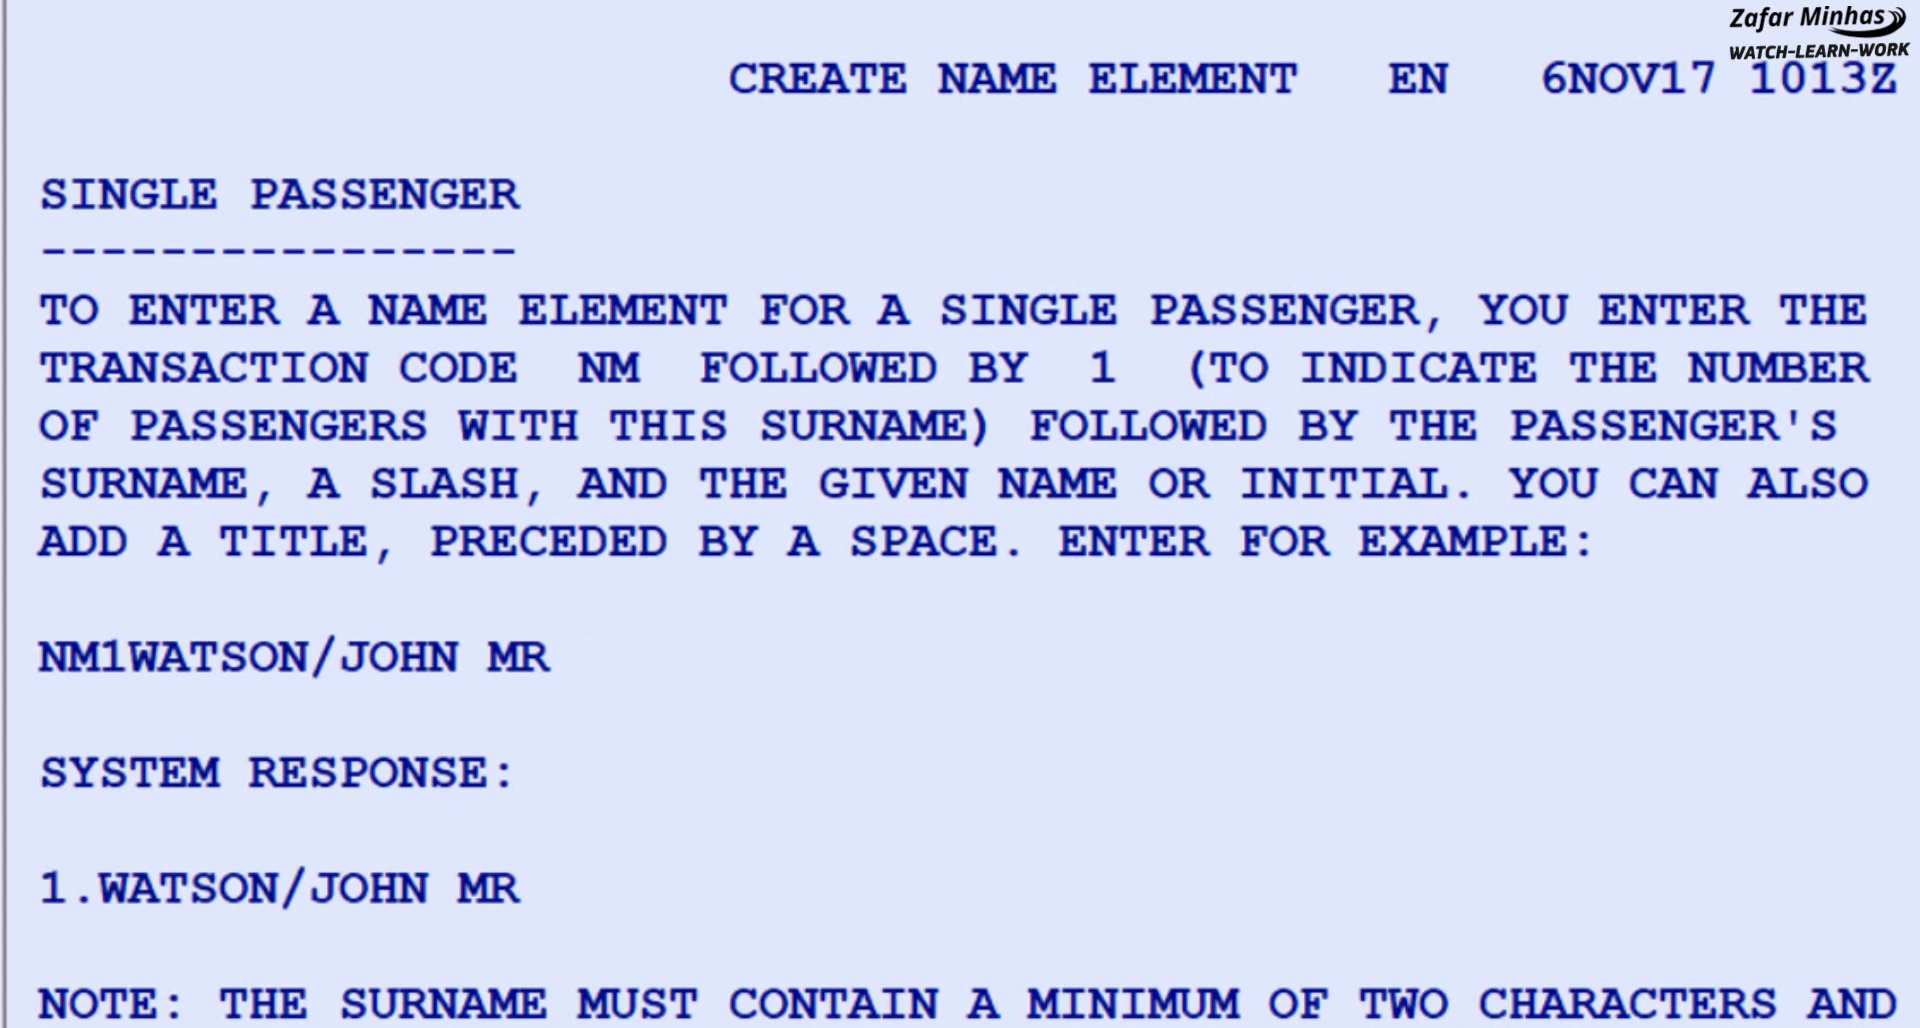 Zafar Minhas
WATCH-LEARN-WORK
CREATE NAME ELEMENT EN 6NOV17 1013Z
SINGLE PASSENGER
----------------
TO ENTER A NAME ELEMENT FOR A SINGLE PASSENGER, YOU ENTER THE
TRANSACTION CODE NM FOLLOWED BY 1 (TO INDICATE THE NUMBER
OF PASSENGERS WITH THIS SURNAME) FOLLOWED BY THE PASSENGER'S
SURNAME, A SLASH, AND THE GIVEN NAME OR INITIAL. YOU CAN ALSO
ADD A TITLE, PRECEDED BY A SPACE. ENTER FOR EXAMPLE:
NM1WATSON/JOHN MR
SYSTEM RESPONSE:
1.WATSON/JOHN MR
NOTE: THE SURNAME MUST CONTAIN A MINIMUM OF TWO CHARACTERS AND